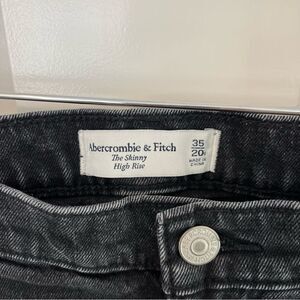 Abercrombie & Fitch
The Skinny
High Rise
35
20
MADE IN
CHINA